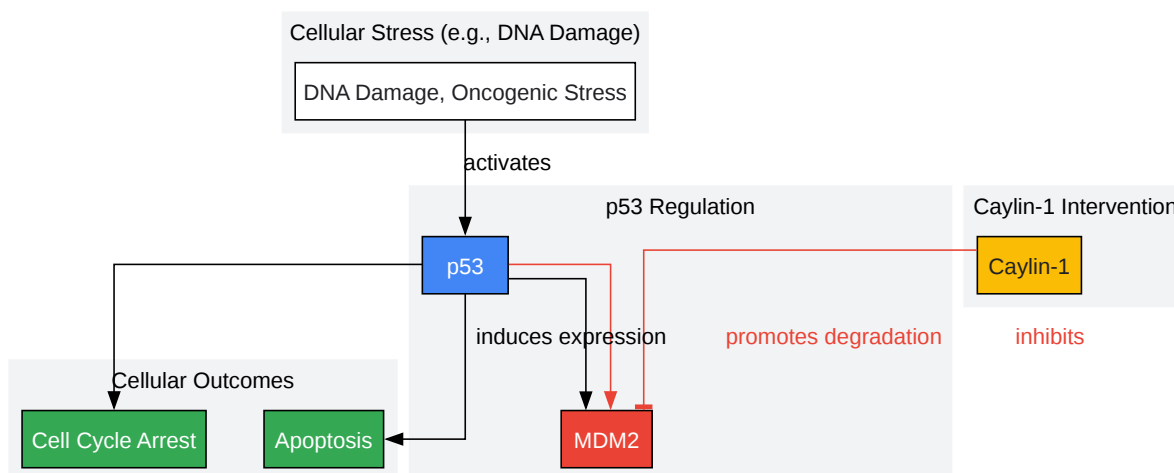 Cellular Stress (e.g., DNA Damage)
DNA Damage, Oncogenic Stress
activates
p53 Regulation
Caylin-1 Intervention
p53
Caylin-1
induces expression
promotes degradation
inhibits
Cellular Outcomes
Cell Cycle Arrest
Apoptosis
MDM2